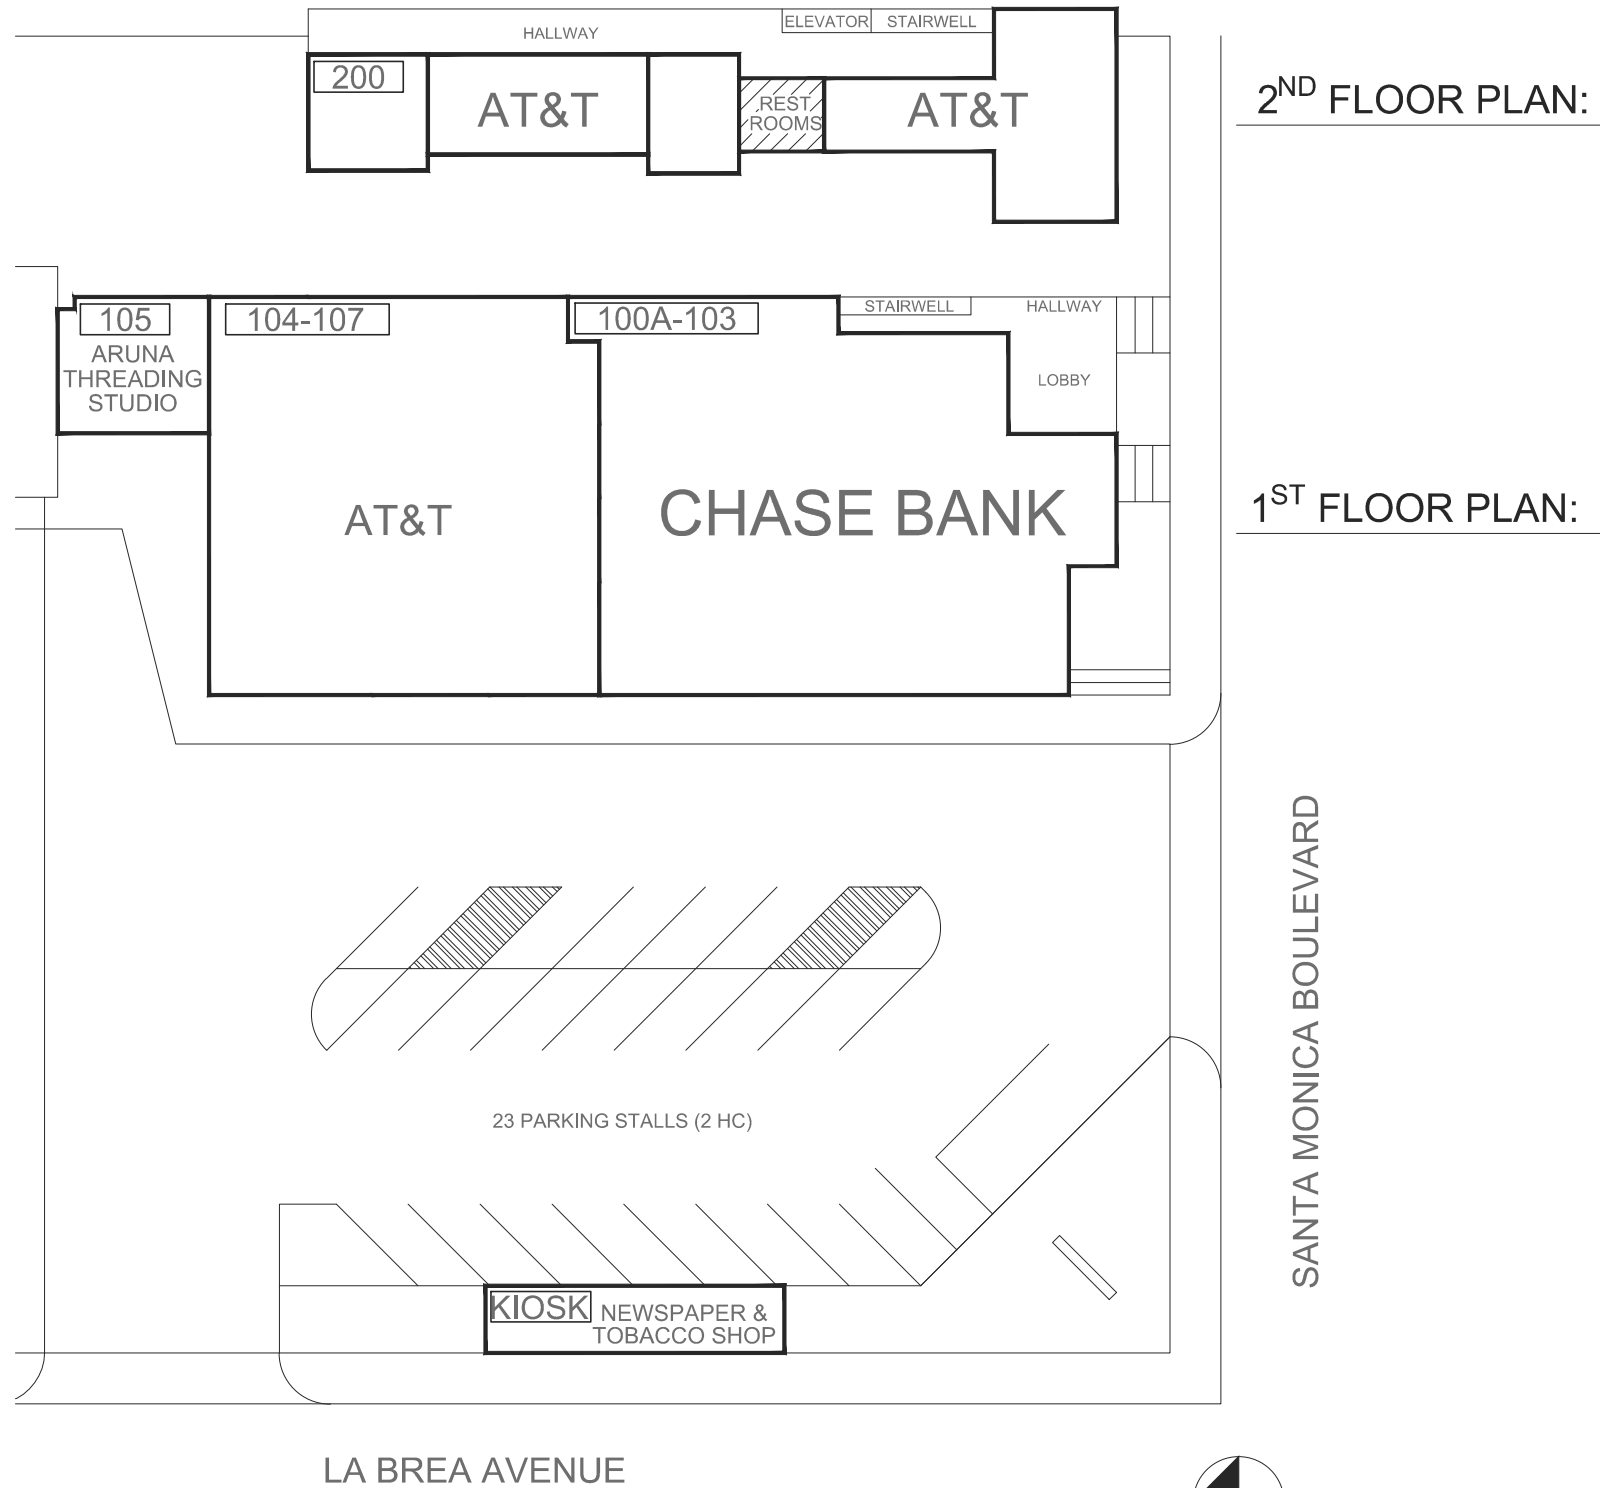 ELEVATOR
STAIRWELL
HALLWAY
200
AT&T
REST
ROOMS
AT&T
2ND FLOOR PLAN:
105
ARUNA
THREADING
STUDIO
104-107
AT&T
100A-103
CHASE BANK
STAIRWELL
HALLWAY
LOBBY
1ST FLOOR PLAN:
23 PARKING STALLS (2 HC)
SANTA MONICA BOULEVARD
KIOSK
NEWSPAPER &
TOBACCO SHOP
LA BREA AVENUE